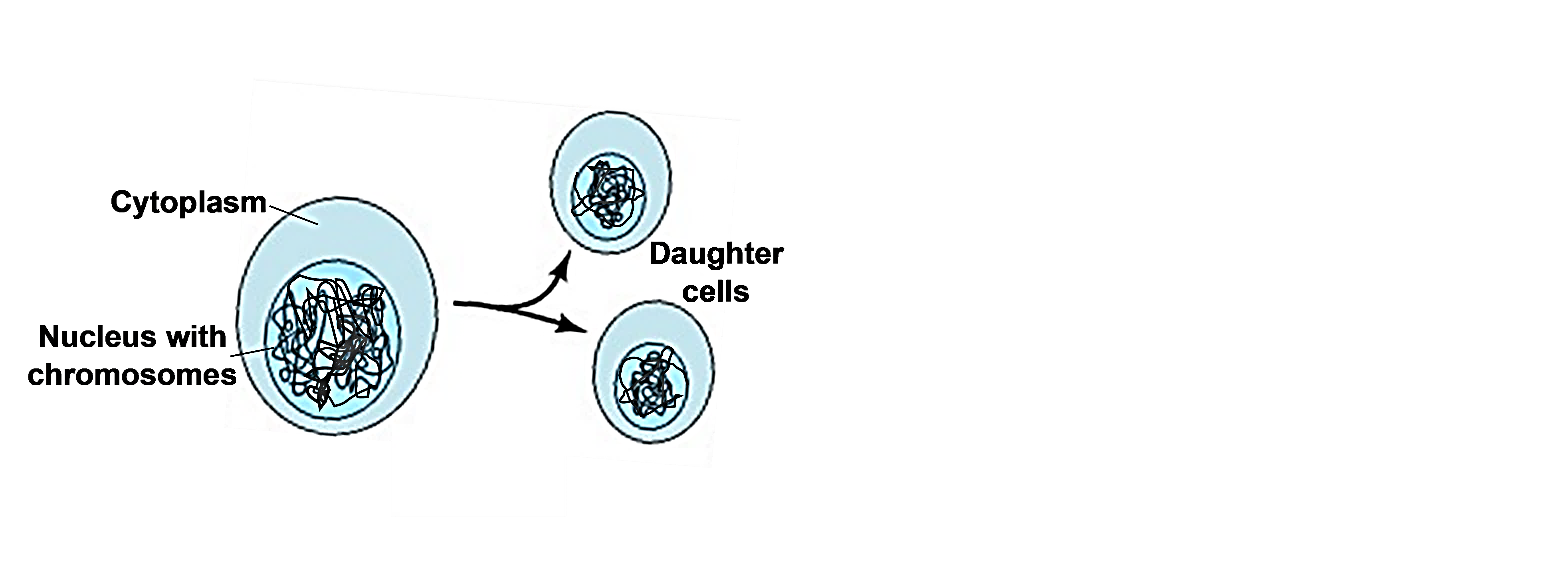 Cytoplasm
Nucleus with
chromosomes
Daughter
cells